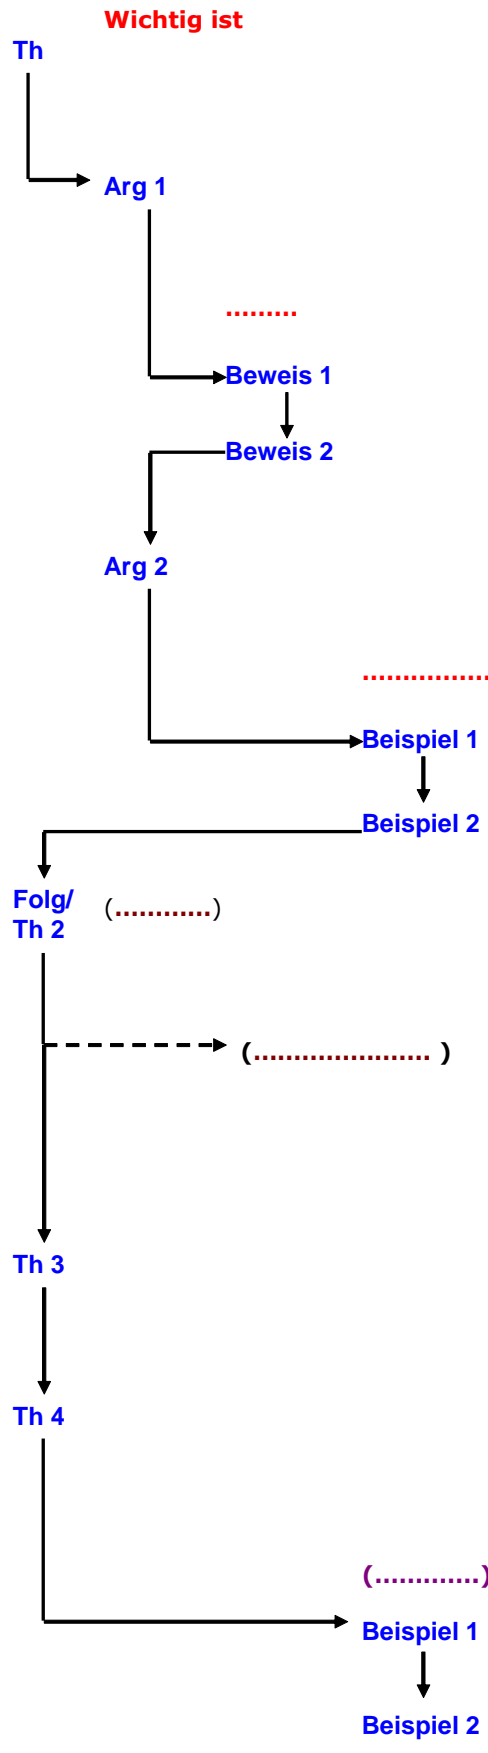 Wichtig ist
Th
Arg 1
.........
Beweis 1
Beweis 2
Arg 2
................
Beispiel 1
Beispiel 2
Folg/
Th 2
(............)
(...................... )
Th 3
Th 4
(.............)
Beispiel 1
Beispiel 2